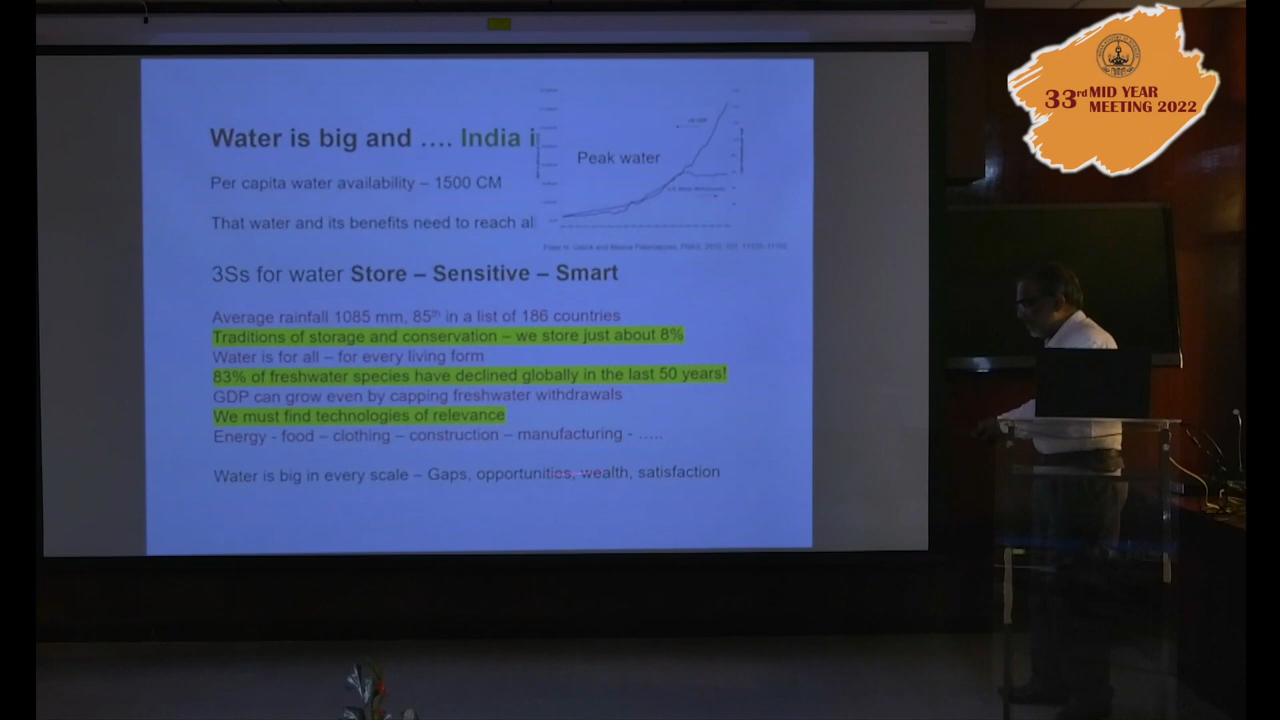 33rd MID YEAR
MEETING 2022
Water is big and …. India i
Peak water
Per capita water availability – 1500 CM
That water and its benefits need to reach al
3Ss for water Store – Sensitive – Smart
Average rainfall 1085 mm, 85th in a list of 186 countries
Traditions of storage and conservation – we store just about 8%
Water is for all – for every living form
83% of freshwater species have declined globally in the last 50 years!
GDP can grow even by capping freshwater withdrawals
We must find technologies of relevance
Energy - food – clothing – construction – manufacturing - …..
Water is big in every scale – Gaps, opportunities, wealth, satisfaction